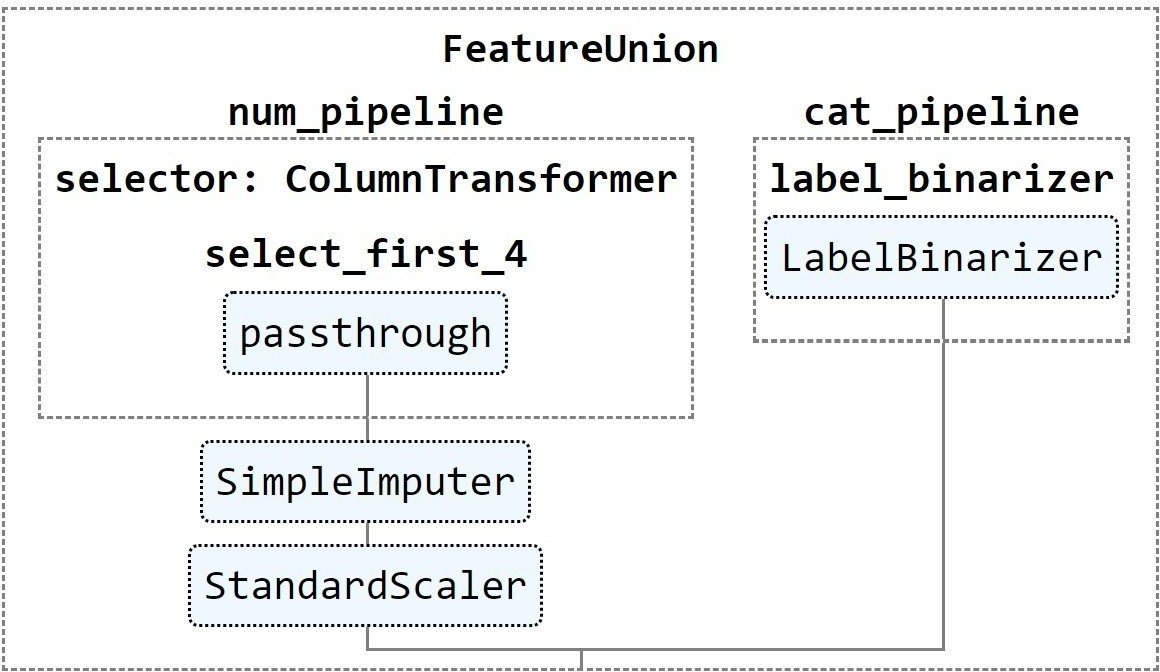 FeatureUnion
num_pipeline
selector: ColumnTransformer
select_first_4
passthrough
SimpleImputer
StandardScaler
cat_pipeline
label_binarizer
LabelBinarizer